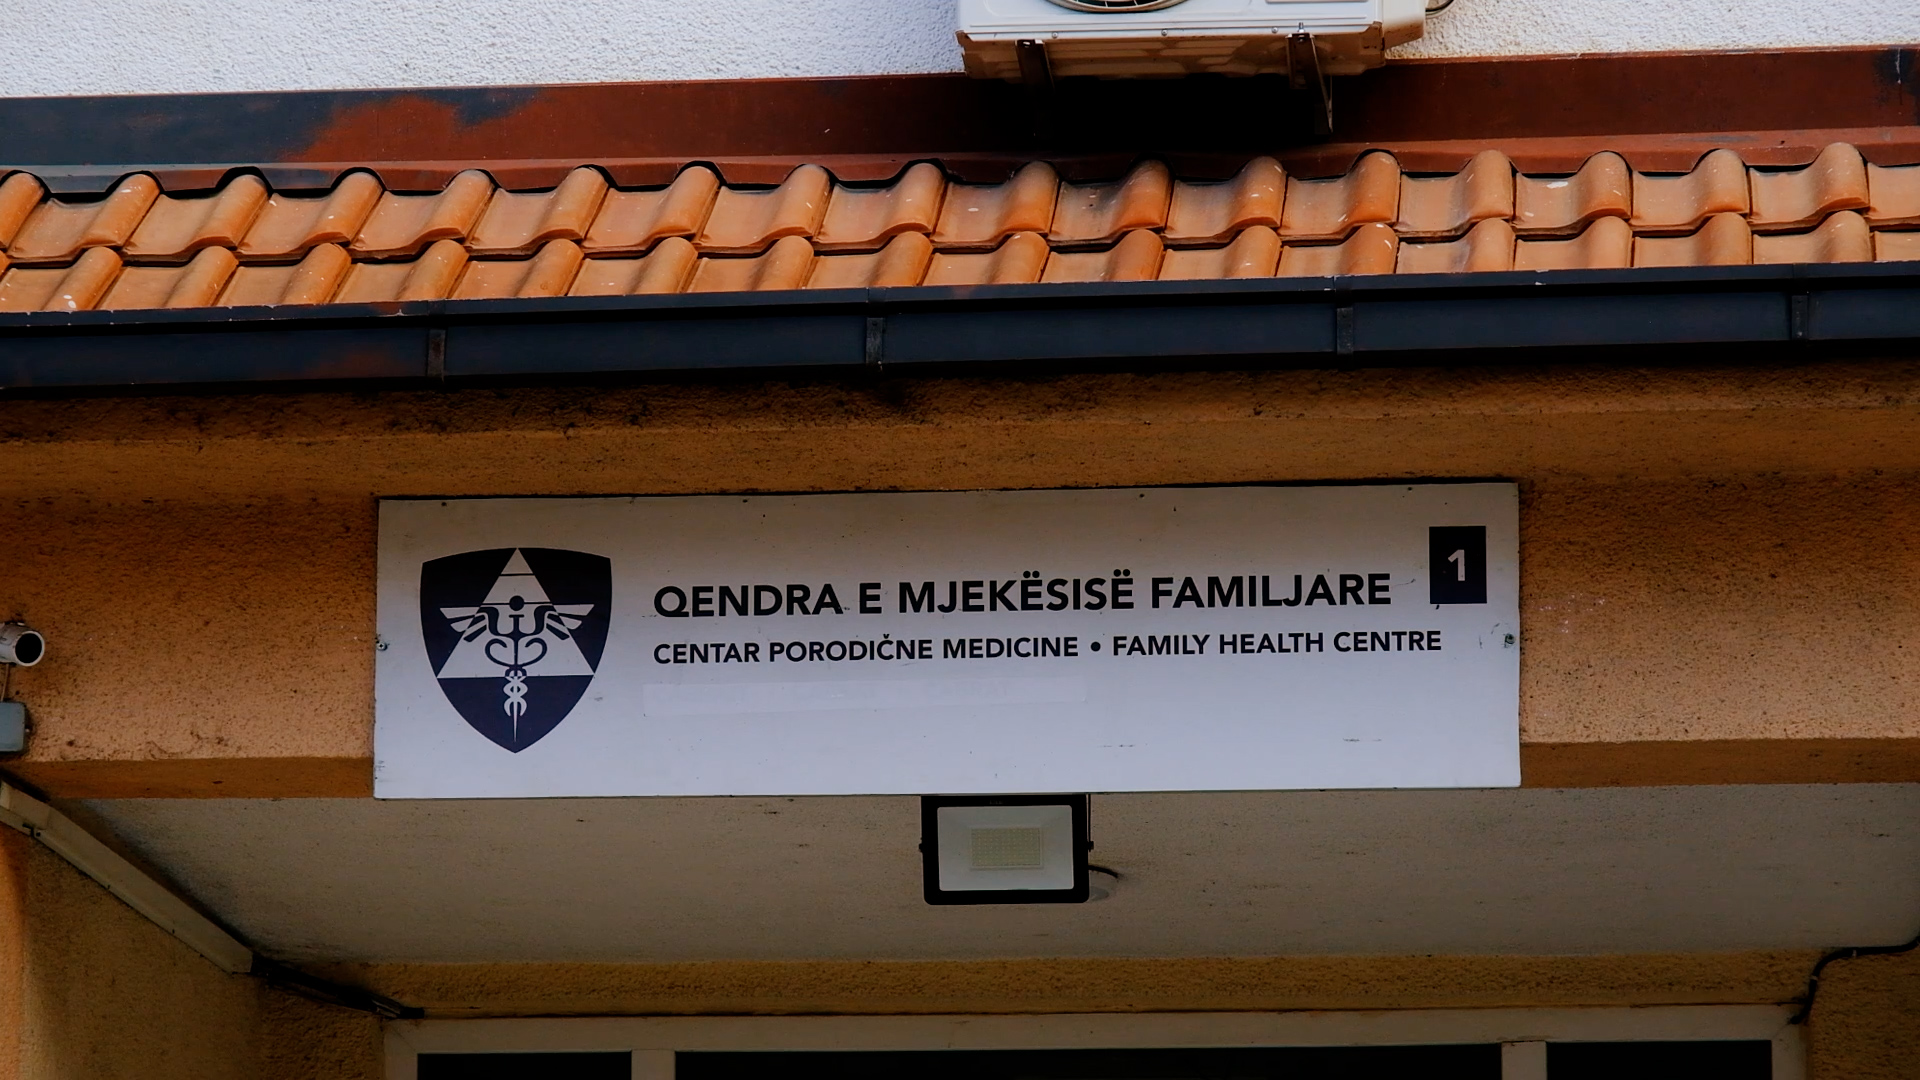 QENDRA E MJEKËSISË FAMILJARE
1
CENTAR PORODIČNE MEDICINE • FAMILY HEALTH CENTRE